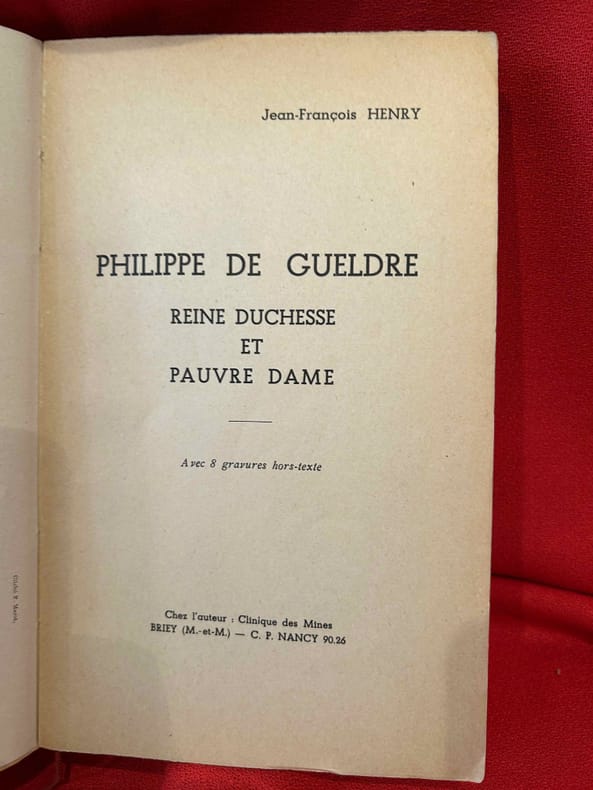 Jean-François HENRY
PHILIPPE DE GUELDRE
REINE DUCHESSE
ET
PAUVRE DAME
Avec 8 gravures hors-texte
Chez l'auteur : Clinique des Mines
BRIEY (M.-et-M.) — C. P. NANCY 90.26